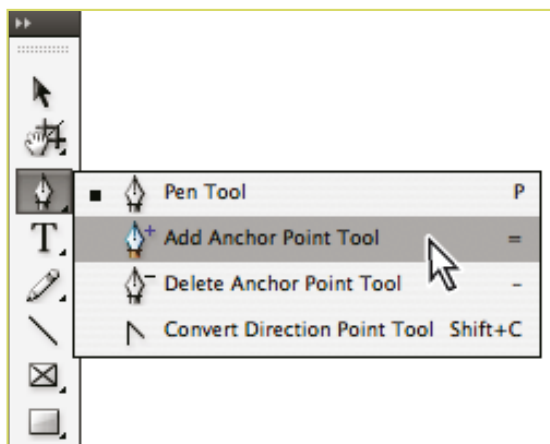 Pen Tool P
Add Anchor Point Tool =
Delete Anchor Point Tool -
Convert Direction Point Tool Shift+C